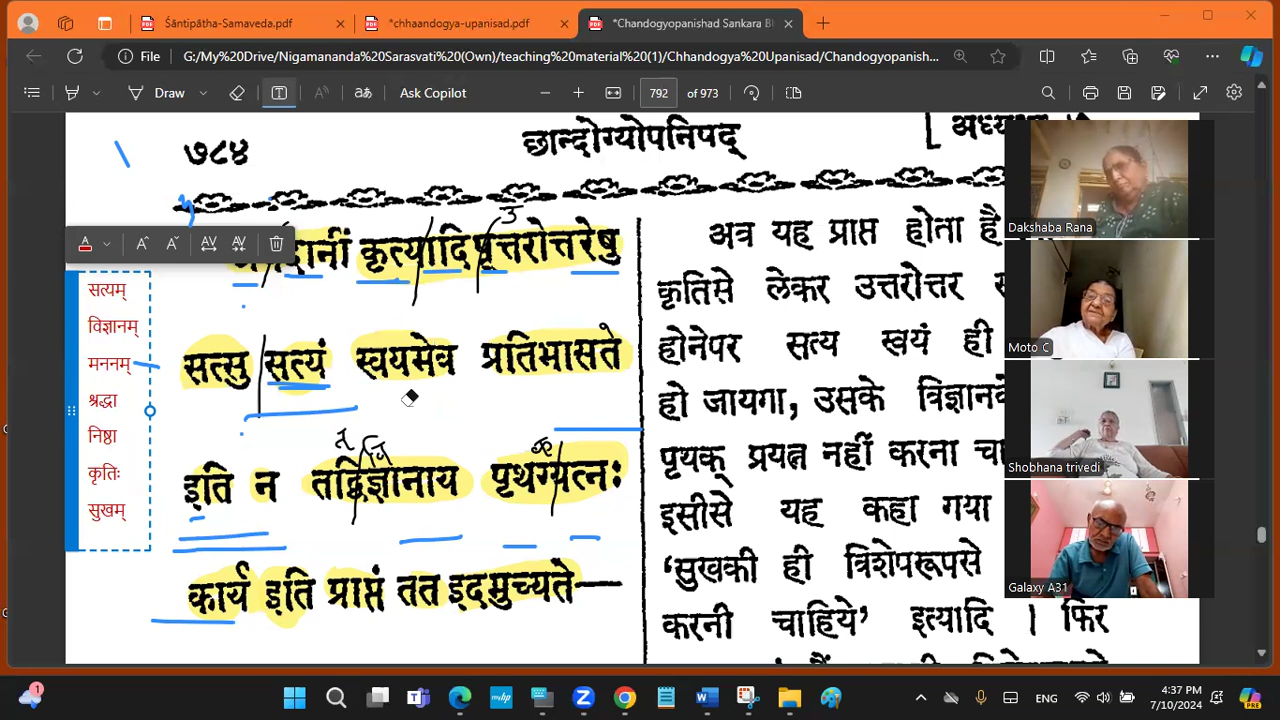 Śāntipâtha-Samaveda.pdf
*chhaandogya-upanisad.pdf
*Chandogyopanishad Sankara Bh
File
G:/My%20Drive/Nigamananda%20Sarasvati%20(Own)/teaching%20material%20(1)/Chhandogya%20Upanisad/Chandogyopanish...
Draw
Ask Copilot
792 of 973
७८४
छान्दोग्योपनिषद्
[ अध्याय
दानीं कृत्यादि पूत्तरोत्तरेषु
सत्सु सत्यं स्वयमेव प्रतिभासते
इति न तद्विज्ञानाय पृथग्यत्नः
कार्य इति प्राप्तं तत इदमुच्यते—
सत्यम्
विज्ञानम्
मननम्
श्रद्धा
निष्ठा
कृतिः
सुखम्
अत्र यह प्राप्त होता है
कृतिसे लेकर उत्तरोत्तर
होनेपर सत्य स्वयं ही
हो जायगा, उसके विज्ञानके
पृथक् प्रयत्न नहीं करना चा
इसीसे यह कहा गया
‘सुखकी ही विशेषरूपसे
करनी चाहिये’ इत्यादि । फिर
Dakshaba Rana
Moto C
Shobhana trivedi
Galaxy A31
ENG
4:37 PM
7/10/2024